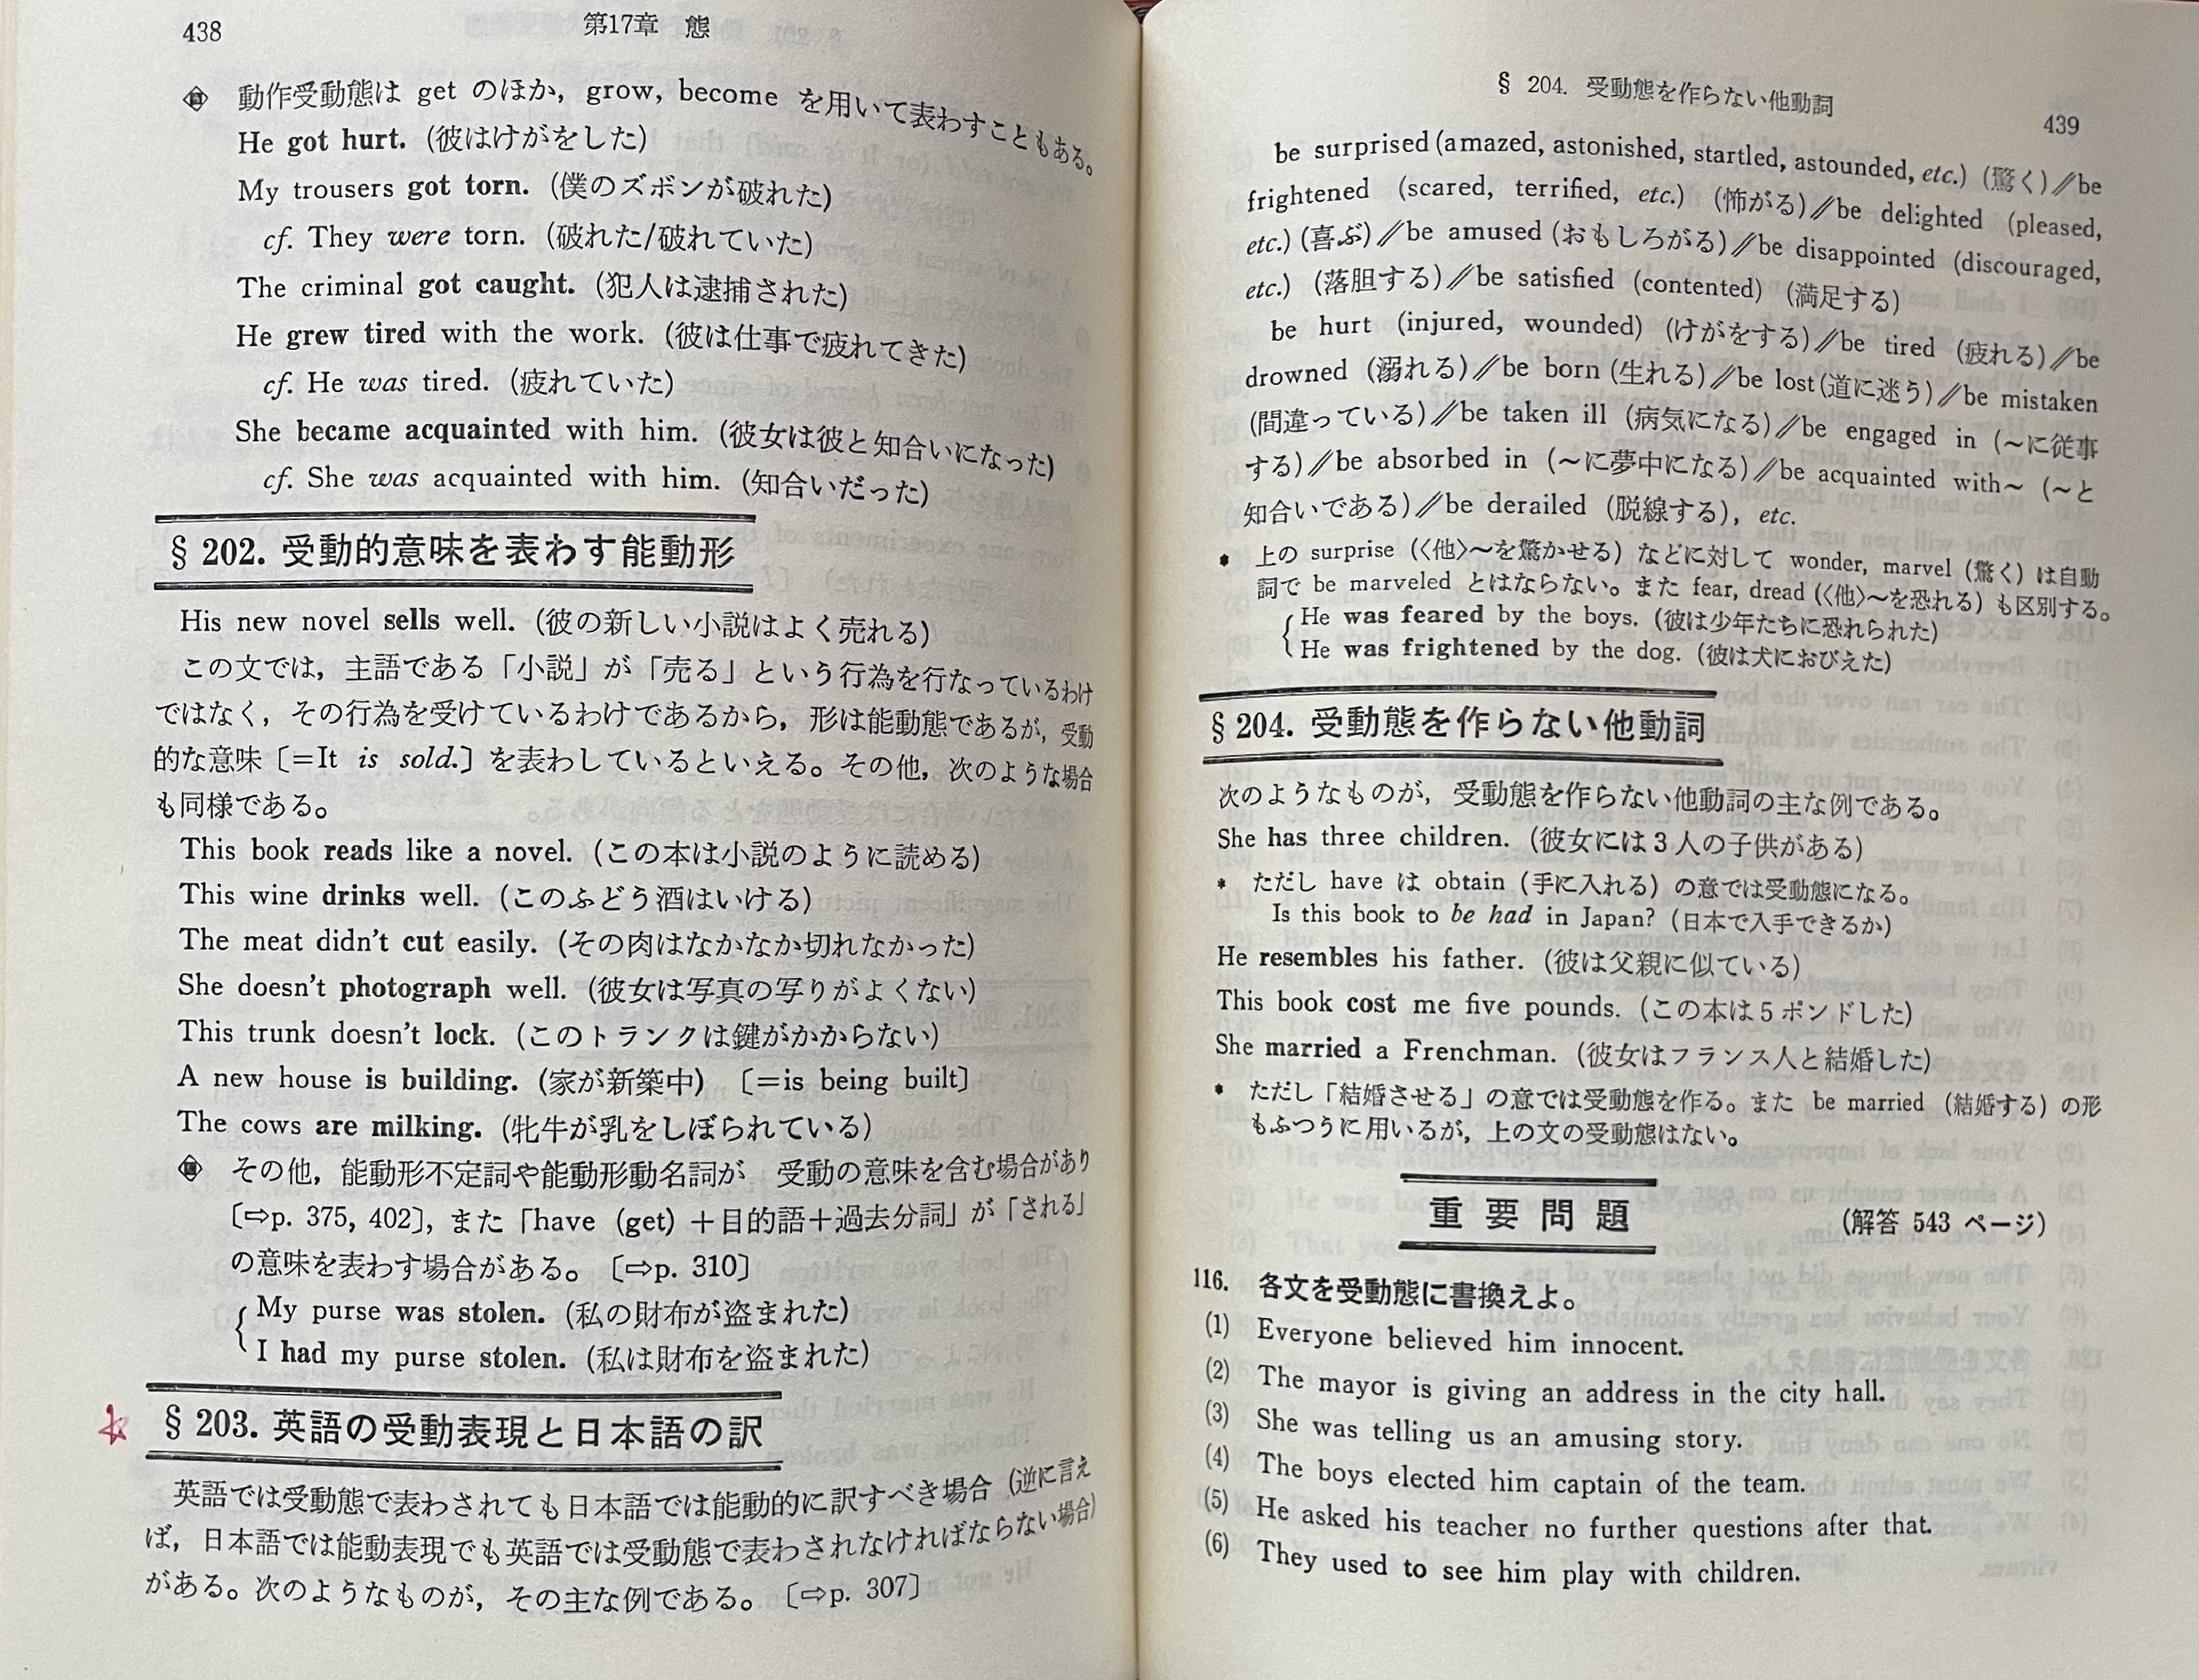 438
第17章 態
動作受動態は get のほか, grow, become を用いて表わすこともある。
He got hurt. (彼はけがをした)
My trousers got torn. (僕のズボンが破れた)
cf. They were torn. (破れた/破れていた)
The criminal got caught. (犯人は逮捕された)
He grew tired with the work. (彼は仕事で疲れてきた)
cf. He was tired. (疲れていた)
She became acquainted with him. (彼女は彼と知合いになった)
cf. She was acquainted with him. (知合いだった)
§ 202. 受動的意味を表わす能動形
His new novel sells well. (彼の新しい小説はよく売れる)
この文では, 主語である「小説」が「売る」という行為を行なっているわけ
ではなく, その行為を受けているわけであるから, 形は能動態であるが, 受動
的な意味〔=It is sold.〕を表わしているといえる。その他, 次のような場合
も同様である。
This book reads like a novel. (この本は小説のように読める)
This wine drinks well. (このぶどう酒はいける)
The meat didn't cut easily. (その肉はなかなか切れなかった)
She doesn't photograph well. (彼女は写真の写りがよくない)
This trunk doesn't lock. (このトランクは鍵がかからない)
A new house is building. (家が新築中) 〔=is being built〕
The cows are milking. (牝牛が乳をしぼられている)
その他, 能動形不定詞や能動形動名詞が 受動の意味を含む場合があり
〔⇨p. 375, 402〕, また「have (get) +目的語+過去分詞」が「される」
の意味を表わす場合がある。〔⇨p. 310〕
My purse was stolen. (私の財布が盗まれた)
I had my purse stolen. (私は財布を盗まれた)
§ 203. 英語の受動表現と日本語の訳
英語では受動態で表わされても日本語では能動的に訳すべき場合 (逆に言え
ば, 日本語では能動表現でも英語では受動態で表わされなければならない場合)
がある。次のようなものが, その主な例である。〔⇨p. 307〕
§ 204. 受動態を作らない他動詞
439
be surprised (amazed, astonished, startled, astounded, etc.) (驚く)∥be
frightened (scared, terrified, etc.) (怖がる)∥be delighted (pleased,
etc.) (喜ぶ)∥be amused (おもしろがる)∥be disappointed (discouraged,
etc.) (落胆する)∥be satisfied (contented) (満足する)
be hurt (injured, wounded) (けがをする)∥be tired (疲れる)∥be
drowned (溺れる)∥be born (生れる)∥be lost (道に迷う)∥be mistaken
(間違っている)∥be taken ill (病気になる)∥be engaged in (〜に従事
する)∥be absorbed in (〜に夢中になる)∥be acquainted with〜 (〜と
知合いである)∥be derailed (脱線する), etc.
* 上の surprise (〈他〉〜を驚かせる) などに対して wonder, marvel (驚く) は自動
詞で be marveled とはならない。また fear, dread (〈他〉〜を恐れる) も区別する。
He was feared by the boys. (彼は少年たちに恐れられた)
He was frightened by the dog. (彼は犬におびえた)
§ 204. 受動態を作らない他動詞
次のようなものが, 受動態を作らない他動詞の主な例である。
She has three children. (彼女には3人の子供がある)
* ただし have は obtain (手に入れる) の意では受動態になる。
Is this book to be had in Japan? (日本で入手できるか)
He resembles his father. (彼は父親に似ている)
This book cost me five pounds. (この本は5ポンドした)
She married a Frenchman. (彼女はフランス人と結婚した)
* ただし「結婚させる」の意では受動態を作る。また be married (結婚する) の形
もふつうに用いるが, 上の文の受動態はない。
重要問題 (解答 543 ページ)
116. 各文を受動態に書換えよ。
(1) Everyone believed him innocent.
(2) The mayor is giving an address in the city hall.
(3) She was telling us an amusing story.
(4) The boys elected him captain of the team.
(5) He asked his teacher no further questions after that.
(6) They used to see him play with children.